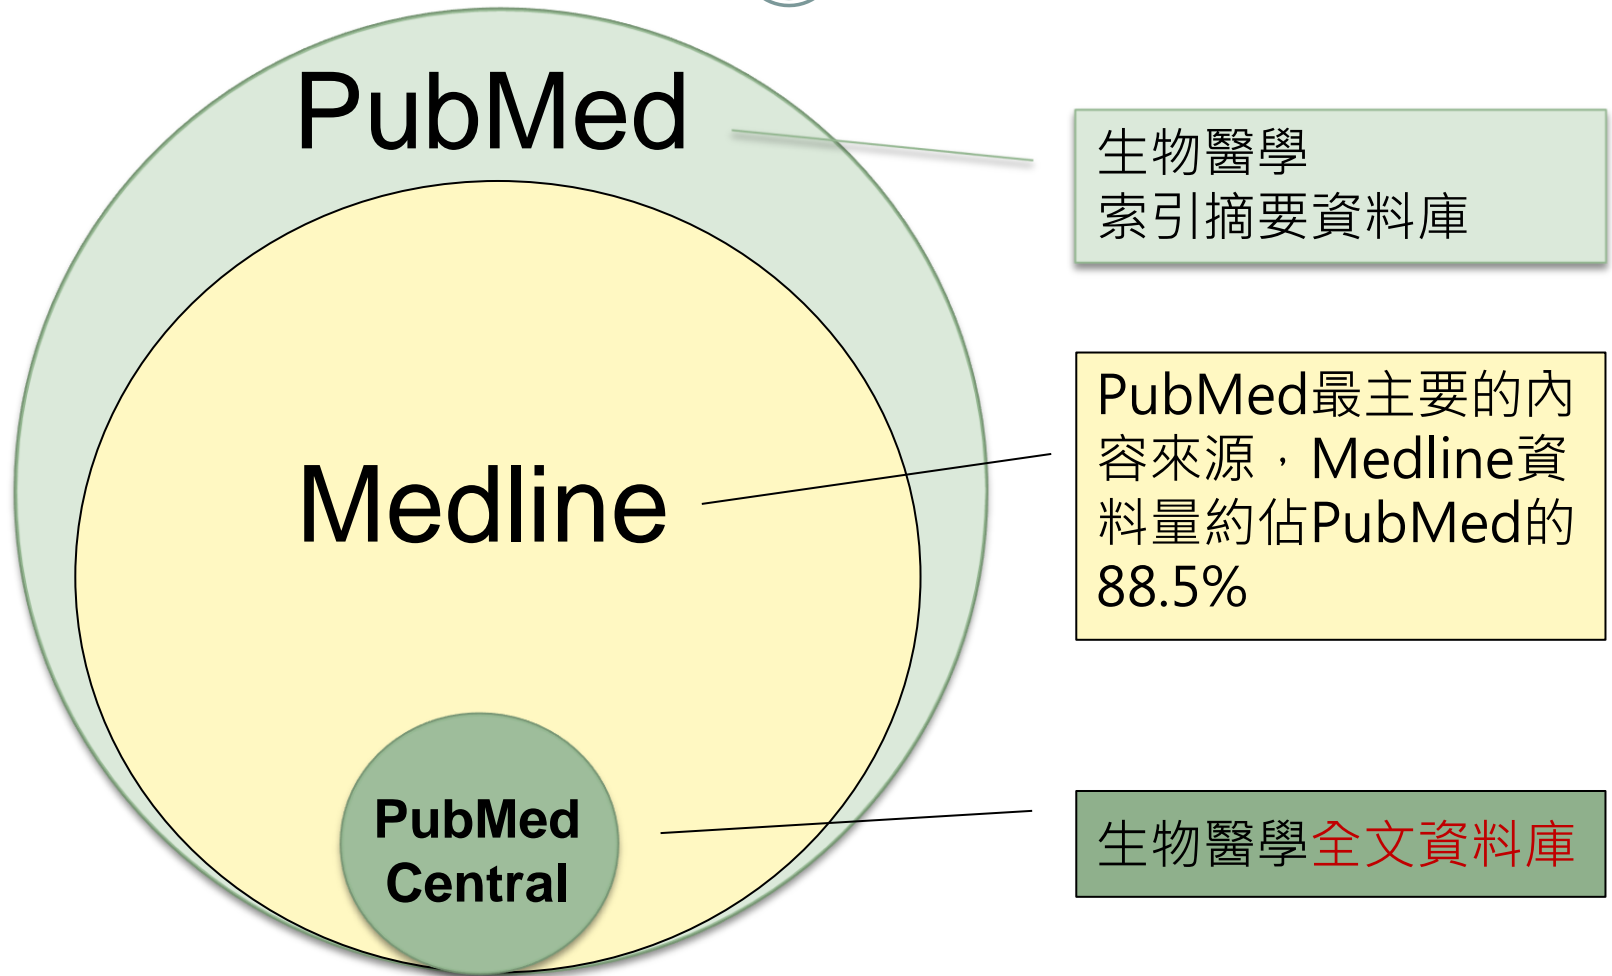 PubMed
生物醫學
索引摘要資料庫
Medline
PubMed最主要的內
容來源，Medline資
料量約佔PubMed的
88.5%
PubMed
Central
生物醫學全文資料庫